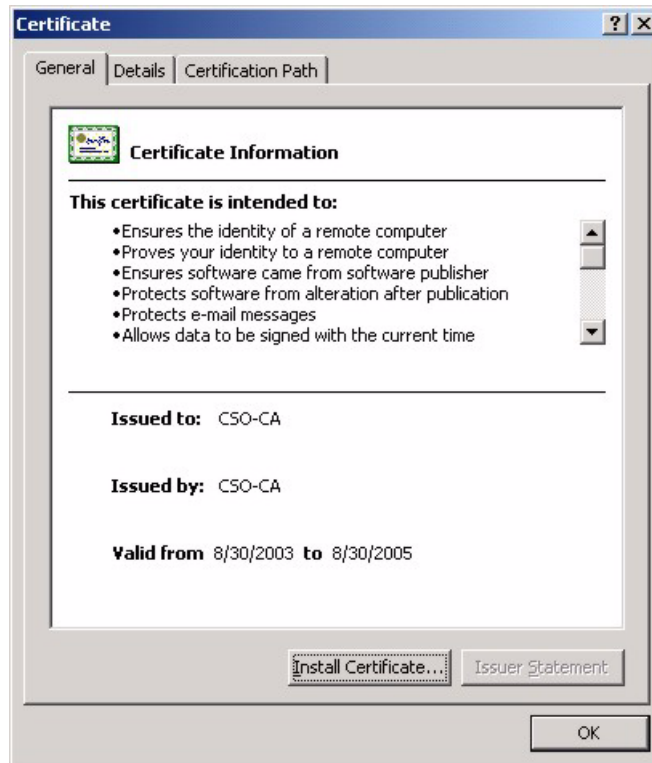 Certificate
General Details Certification Path
Certificate Information
This certificate is intended to:
•Ensures the identity of a remote computer
•Proves your identity to a remote computer
•Ensures software came from software publisher
•Protects software from alteration after publication
•Protects e-mail messages
•Allows data to be signed with the current time
Issued to: CSO-CA
Issued by: CSO-CA
Valid from 8/30/2003 to 8/30/2005
Install Certificate... Issuer Statement
OK